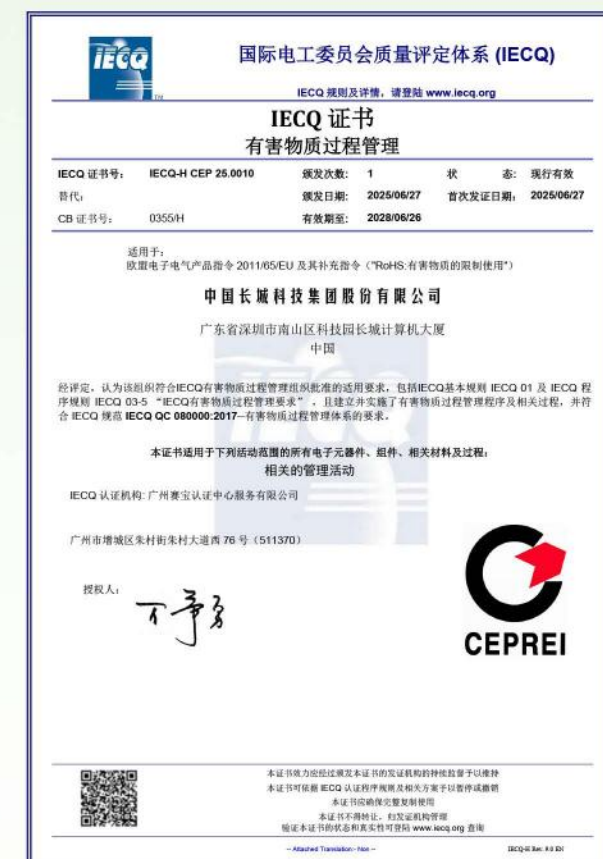 IECQ
TM
国际电工委员会质量评定体系 (IECQ)
IECQ 规则及详情，请登陆 www.iecq.org
IECQ 证书
有害物质过程管理
IECQ 证书号： IECQ-H CEP 25.0010 颁发次数： 1 状 态： 现行有效
替代： 颁发日期： 2025/06/27 首次发证日期： 2025/06/27
CB 证书号： 0355/H 有效期至： 2028/06/26
适用于：
欧盟电子电气产品指令 2011/65/EU 及其补充指令（"RoHS:有害物质的限制使用"）
中国长城科技集团股份有限公司
广东省深圳市南山区科技园长城计算机大厦
中国
经评定，认为该组织符合IECQ有害物质过程管理组织批准的适用要求，包括IECQ基本规则 IECQ 01 及 IECQ 程
序规则 IECQ 03-5 “IECQ有害物质过程管理要求”，且建立并实施了有害物质过程管理程序及相关过程，并符
合 IECQ 规范 IECQ QC 080000:2017–有害物质过程管理体系的要求。
本证书适用于下列活动范围的所有电子元器件、组件、相关材料及过程：
相关的管理活动
IECQ 认证机构: 广州赛宝认证中心服务有限公司
广州市增城区朱村街朱村大道西 76 号（511370）
授权人：
CEPREI
本证书效力应经过颁发本证书的发证机构的持续监督予以维持
本证书可依据 IECQ 认证程序规则及相关方案予以暂停或撤销
本证书应确保完整复制使用
本证书不得转让，归发证机构管理
验证本证书的状态和真实性可登陆 www.iecq.org 查询
-- Attached Translation:- Non --